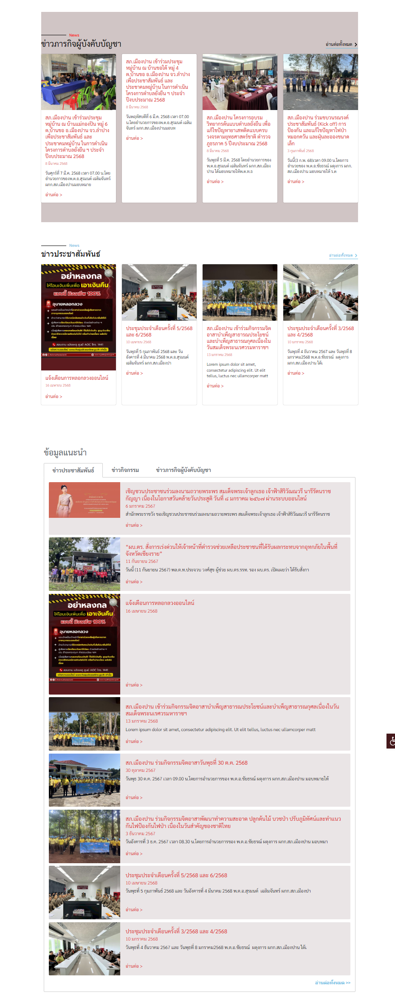 News
ข่าวภารกิจผู้บังคับบัญชา
อ่านต่อทั้งหมด
สภ.เมืองปาน เข้าร่วมประชุม
หมู่บ้าน ณ บ้านแม่กองปิน หมู่ 6
ต.บ้านขอ อ.เมืองปาน จว.ลำปาง
เพื่อประชาสัมพันธ์ และ
ประชาคมหมู่บ้าน ในการดำเนิน
โครงการตำบลยั่งยืน ฯ ประจำ
ปีงบประมาณ 2568
8 มีนาคม 2568
วันศุกร์ที่ 7 มี.ค. 2568 เวลา 07.00 น.โดย
อำนวยการของพ.ต.อ.สุรมนต์ เฉลิมจันทร์
ผกก.สภ.เมืองปานมอบหมาย
อ่านต่อ >
สภ.เมืองปาน เข้าร่วมประชุม
หมู่บ้าน ณ บ้านขอใต้ หมู่ 4
ต.บ้านขอ อ.เมืองปาน จว.ลำปาง
เพื่อประชาสัมพันธ์ และ
ประชาคมหมู่บ้าน ในการดำเนิน
โครงการตำบลยั่งยืน ฯ ประจำ
ปีงบประมาณ 2568
8 มีนาคม 2568
วันพฤหัสบดีที่ 6 มี.ค. 2568 เวลา 07.00
น.โดยอำนวยการของพ.ต.อ.สุรมนต์ เฉลิม
จันทร์ ผกก.สภ.เมืองปานมอบห
อ่านต่อ >
สภ.เมืองปาน โครงการอบรม
วิทยากรต้นแบบตำบลยั่งยืน เพื่อ
แก้ไขปัญหายาเสพติดแบบครบ
วงจรตามยุทธศาสตร์ชาติ ตำรวจ
ภูธรภาค 5 ปีงบประมาณ 2568
8 มีนาคม 2568
วันพุธที่ 5 มี.ค. 2568 โดยอำนวยการของ
พ.ต.อ.สุรมนต์ เฉลิมจันทร์ ผกก.สภ.เมือง
ปาน ได้มอบหมายให้พ.ต.ท.ธ
อ่านต่อ >
สภ.เมืองปาน ร่วมขบวนรณรงค์
ประชาสัมพันธ์ (Kick off) การ
ป้องกัน และแก้ไขปัญหาไฟป่า
หมอกควัน และฝุ่นละอองขนาด
เล็ก
3 กุมภาพันธ์ 2568
วันนี้(3 ก.พ. 68)เวลา 09.00 น.โดยการ
อำนวยของ พ.ต.อ.ชัยธรณ์ ผดุงการ ผกก.
สภ.เมืองปาน มอบหมายให้ ร.ต
อ่านต่อ >
News
ข่าวประชาสัมพันธ์
อ่านต่อทั้งหมด
อย่าหลงกล
ให้โอนเงินเพิ่มเพื่อ เอาเงินคืน
แบบนี้ มิจฉาชีพ 100%
อุบายหลอกลวง
สอบถาม แจ้งเหตุ ศูนย์ AOC โทร. 1441
แจ้งความออนไลน์ www.thaipoliceonline.go.th เท่านั้น
แจ้งเตือนการหลอกลวงออนไลน์
16 เมษายน 2568
อ่านต่อ >
ประชุมประจำเดือนครั้งที่ 5/2568
และ 6/2568
10 เมษายน 2568
วันพุธที่ 5 กุมภาพันธ์ 2568 และ วัน
อังคารที่ 4 มีนาคม 2568 พ.ต.อ.สุรมนต์
เฉลิมจันทร์ ผกก.สภ.เมืองปา
อ่านต่อ >
สภ.เมืองปาน เข้าร่วมกิจกรรมจิต
อาสาบำเพ็ญสาธารณประโยชน์
และบำเพ็ญสาธารณกุศลเนื่องใน
วันสมเด็จพระนเรศวรมหาราชฯ
13 มกราคม 2568
Lorem ipsum dolor sit amet,
consectetur adipiscing elit. Ut elit
tellus, luctus nec ullamcorper matt
อ่านต่อ >
ประชุมประจำเดือนครั้งที่ 3/2568
และ 4/2568
10 มกราคม 2568
วันพุธที่ 4 ธันวาคม 2567 และ วันพุธที่ 8
มกราคม2568 พ.ต.อ.ชัยธรณ์ ผดุงการ
ผกก.สภ.เมืองปาน ได้เ
อ่านต่อ >
ข้อมูลแนะนำ
ข่าวประชาสัมพันธ์
ข่าวกิจกรรม
ข่าวภารกิจผู้บังคับบัญชา
เชิญชวนประชาชนร่วมลงนามถวายพระพร สมเด็จพระเจ้าลูกเธอ เจ้าฟ้าสิริวัณณวรี นารีรัตนราช
กัญญา เนื่องในโอกาสวันคล้ายวันประสูติ วันที่ ๘ มกราคม ๒๕๖๗ ผ่านระบบออนไลน์
6 มกราคม 2567
สำนักพระราชวัง ขอเชิญชวนประชาชนร่วมลงนามถวายพระพร สมเด็จพระเจ้าลูกเธอ เจ้าฟ้าสิริวัณณวรี นารีรัตนราช
อ่านต่อ >
“ผบ.ตร. สั่งการเร่งด่วนให้เจ้าหน้าที่ตำรวจช่วยเหลือประชาชนที่ได้รับผลกระทบจากอุทกภัยในพื้นที่
จังหวัดเชียงราย”
11 กันยายน 2567
วันนี้ (11 กันยายน 2567) พล.ต.ท.ประจวบ วงศ์สุข ผู้ช่วย ผบ.ตร.รรท. รอง ผบ.ตร. เปิดเผยว่า ได้รับสั่งกา
อ่านต่อ >
อย่าหลงกล
ให้โอนเงินเพิ่มเพื่อ เอาเงินคืน
แบบนี้ มิจฉาชีพ 100%
อุบายหลอกลวง
สอบถาม แจ้งเหตุ ศูนย์ AOC โทร. 1441
แจ้งความออนไลน์ www.thaipoliceonline.go.th เท่านั้น
แจ้งเตือนการหลอกลวงออนไลน์
16 เมษายน 2568
อ่านต่อ >
สภ.เมืองปาน เข้าร่วมกิจกรรมจิตอาสาบำเพ็ญสาธารณประโยชน์และบำเพ็ญสาธารณกุศลเนื่องในวัน
สมเด็จพระนเรศวรมหาราชฯ
13 มกราคม 2568
Lorem ipsum dolor sit amet, consectetur adipiscing elit. Ut elit tellus, luctus nec ullamcorper matt
อ่านต่อ >
สภ.เมืองปาน ร่วมกิจกรรมจิตอาสาวันพุธที่ 30 ต.ค. 2568
30 ตุลาคม 2567
วันพุธ 30 ต.ค. 2567 เวลา 09.00 น.โดยการอำนวยการของ พ.ต.อ.ชัยธรณ์ ผดุงการ ผกก.สภ.เมืองปาน มอบหมายให้
อ่านต่อ >
สภ.เมืองปาน ร่วมกิจกรรมจิตอาสาพัฒนาทำความสะอาด ปลูกต้นไม้ บวชป่า ปรับภูมิทัศน์และทำแนว
กันไฟป้องกันไฟป่า เนื่องในวันสำคัญของชาติไทย
3 ธันวาคม 2567
วันอังคารที่ 3 ธ.ค. 2567 เวลา 08.30 น.โดยการอำนวยการของ พ.ต.อ.ชัยธรณ์ ผดุงการ ผกก.สภ.เมืองปาน มอบหมา
อ่านต่อ >
ประชุมประจำเดือนครั้งที่ 5/2568 และ 6/2568
10 เมษายน 2568
วันพุธที่ 5 กุมภาพันธ์ 2568 และ วันอังคารที่ 4 มีนาคม 2568 พ.ต.อ.สุรมนต์ เฉลิมจันทร์ ผกก.สภ.เมืองปา
อ่านต่อ >
ประชุมประจำเดือนครั้งที่ 3/2568 และ 4/2568
10 มกราคม 2568
วันพุธที่ 4 ธันวาคม 2567 และ วันพุธที่ 8 มกราคม2568 พ.ต.อ.ชัยธรณ์ ผดุงการ ผกก.สภ.เมืองปาน ได้เ
อ่านต่อ >
อ่านต่อทั้งหมด >>